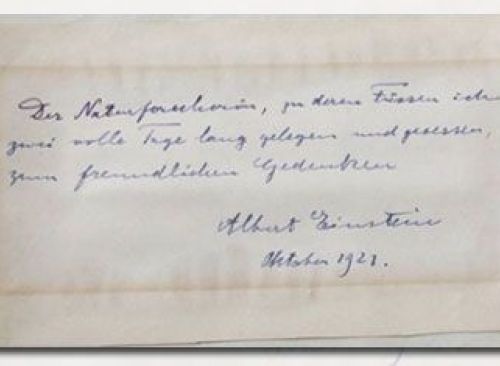 Der Naturforscherin, zu deren Füssen ich
zwei volle Tage lang gelegen und gesessen,
zum freundlichen Gedenken
Albert Einstein
Oktober 1921.